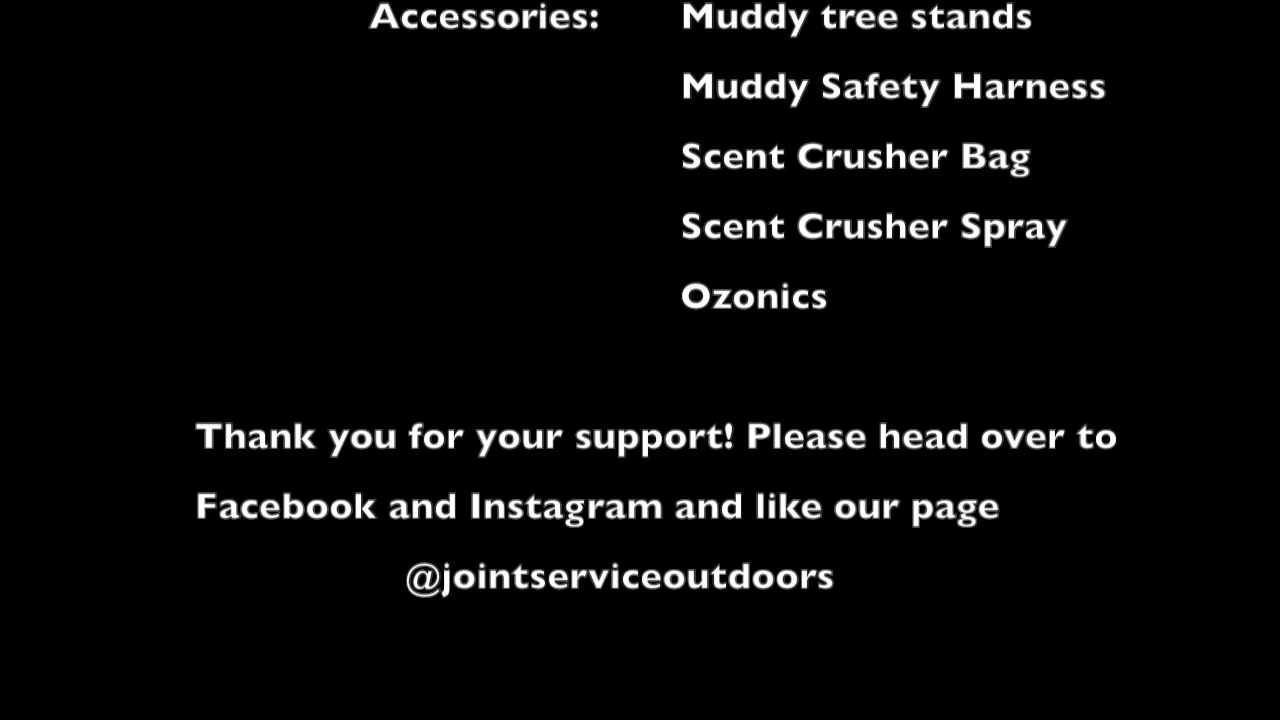 Accessories: Muddy tree stands
Muddy Safety Harness
Scent Crusher Bag
Scent Crusher Spray
Ozonics
Thank you for your support! Please head over to
Facebook and Instagram and like our page
@jointserviceoutdoors